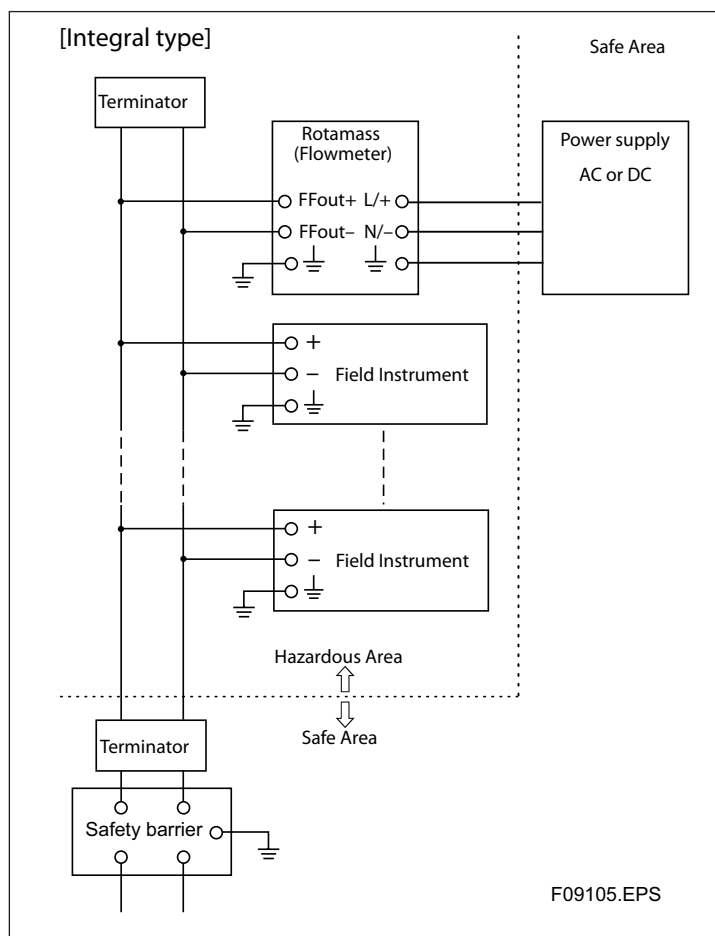 [Integral type]
Safe Area
Terminator
Rotamass
(Flowmeter)
Power supply
AC or DC
FFout+ L/+
FFout– N/–
+
– Field Instrument
+
– Field Instrument
Hazardous Area
Safe Area
Terminator
Safety barrier
F09105.EPS